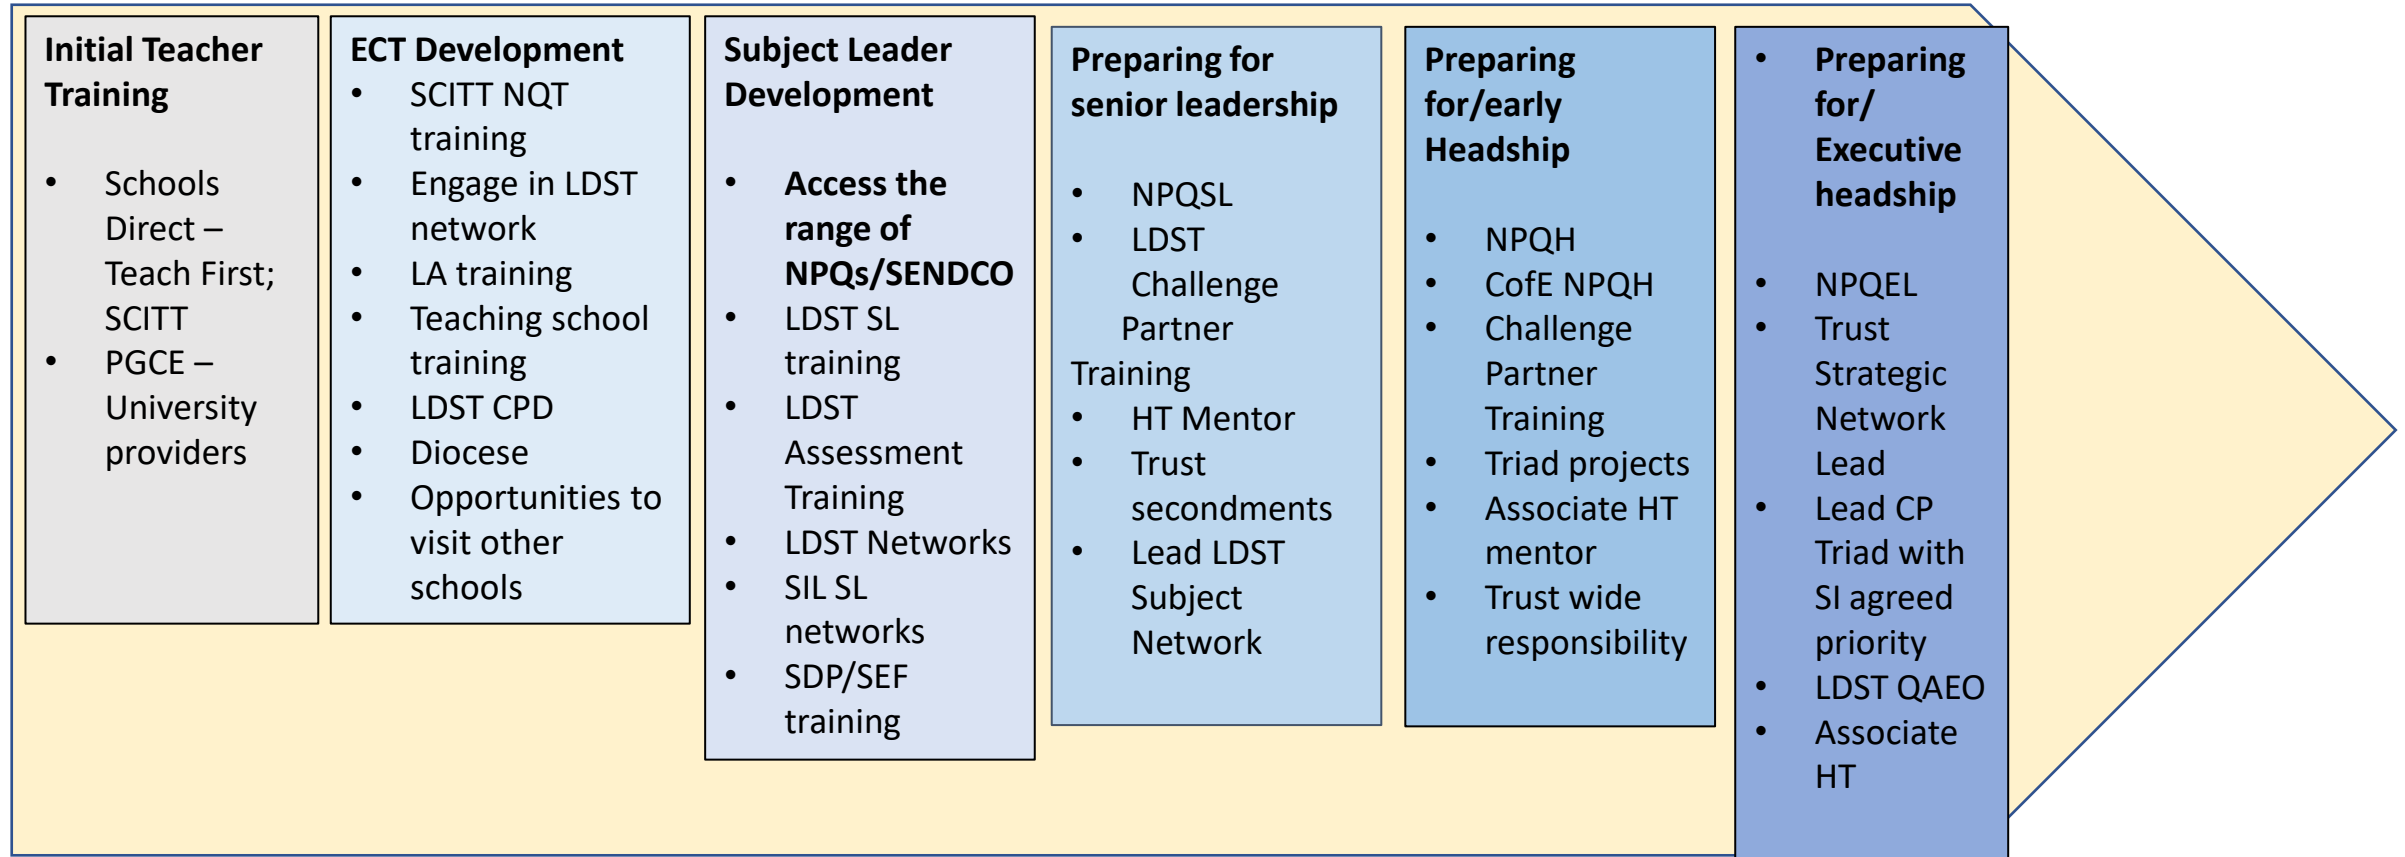 Initial Teacher
Training
• Schools
Direct –
Teach First;
SCITT
• PGCE –
University
providers
ECT Development
• SCITT NQT
training
• Engage in LDST
network
• LA training
• Teaching school
training
• LDST CPD
• Diocese
• Opportunities to
visit other
schools
Subject Leader
Development
• Access the
range of
NPQs/SENDCO
• LDST SL
training
• LDST
Assessment
Training
• LDST Networks
• SIL SL
networks
• SDP/SEF
training
Preparing for
senior leadership
• NPQSL
• LDST
Challenge
Partner
Training
• HT Mentor
• Trust
secondments
• Lead LDST
Subject
Network
Preparing
for/early
Headship
• NPQH
• CofE NPQH
• Challenge
Partner
Training
• Triad projects
• Associate HT
mentor
• Trust wide
responsibility
• Preparing
for/
Executive
headship
• NPQEL
• Trust
Strategic
Network
Lead
• Lead CP
Triad with
SI agreed
priority
• LDST QAEO
• Associate
HT